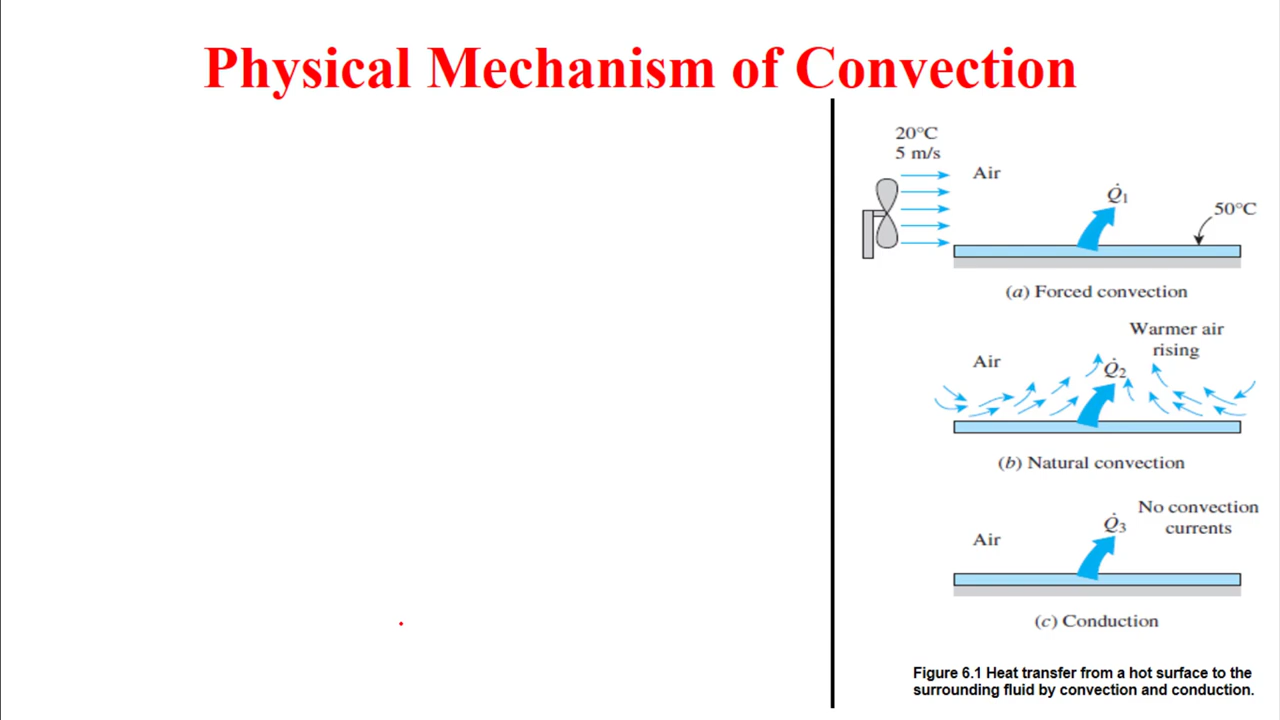 Physical Mechanism of Convection
20°C
5 m/s
Air
Q̇1
50°C
(a) Forced convection
Warmer air
rising
Air
Q̇2
(b) Natural convection
No convection
currents
Q̇3
Air
(c) Conduction
Figure 6.1 Heat transfer from a hot surface to the
surrounding fluid by convection and conduction.